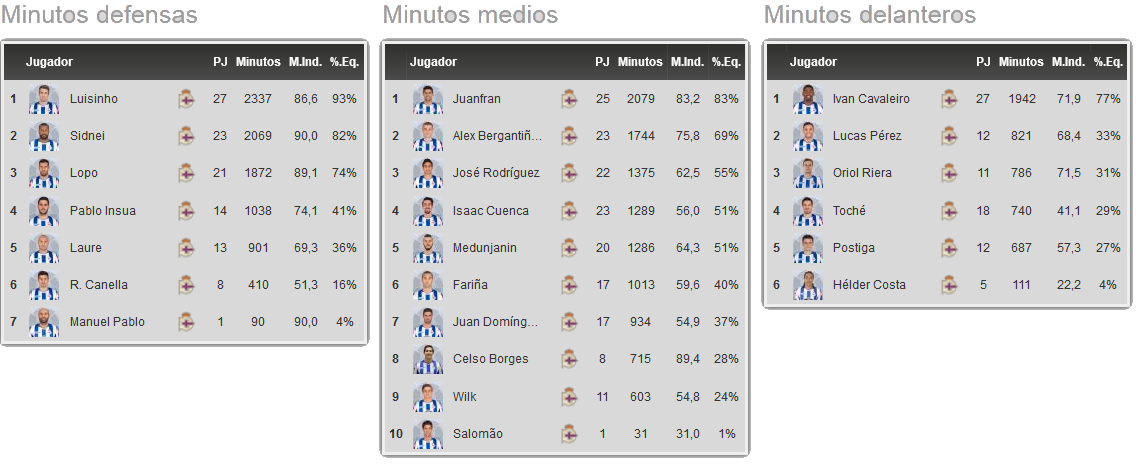 Minutos defensas
Jugador PJ Minutos M.Ind. %.Eq.
1 Luisinho 27 2337 86,6 93%
2 Sidnei 23 2069 90,0 82%
3 Lopo 21 1872 89,1 74%
4 Pablo Insua 14 1038 74,1 41%
5 Laure 13 901 69,3 36%
6 R. Canella 8 410 51,3 16%
7 Manuel Pablo 1 90 90,0 4%
Minutos medios
Jugador PJ Minutos M.Ind. %.Eq.
1 Juanfran 25 2079 83,2 83%
2 Alex Bergantiñ... 23 1744 75,8 69%
3 José Rodríguez 22 1375 62,5 55%
4 Isaac Cuenca 23 1289 56,0 51%
5 Medunjanin 20 1286 64,3 51%
6 Fariña 17 1013 59,6 40%
7 Juan Domíng... 17 934 54,9 37%
8 Celso Borges 8 715 89,4 28%
9 Wilk 11 603 54,8 24%
10 Salomão 1 31 31,0 1%
Minutos delanteros
Jugador PJ Minutos M.Ind. %.Eq.
1 Ivan Cavaleiro 27 1942 71,9 77%
2 Lucas Pérez 12 821 68,4 33%
3 Oriol Riera 11 786 71,5 31%
4 Toché 18 740 41,1 29%
5 Postiga 12 687 57,3 27%
6 Hélder Costa 5 111 22,2 4%